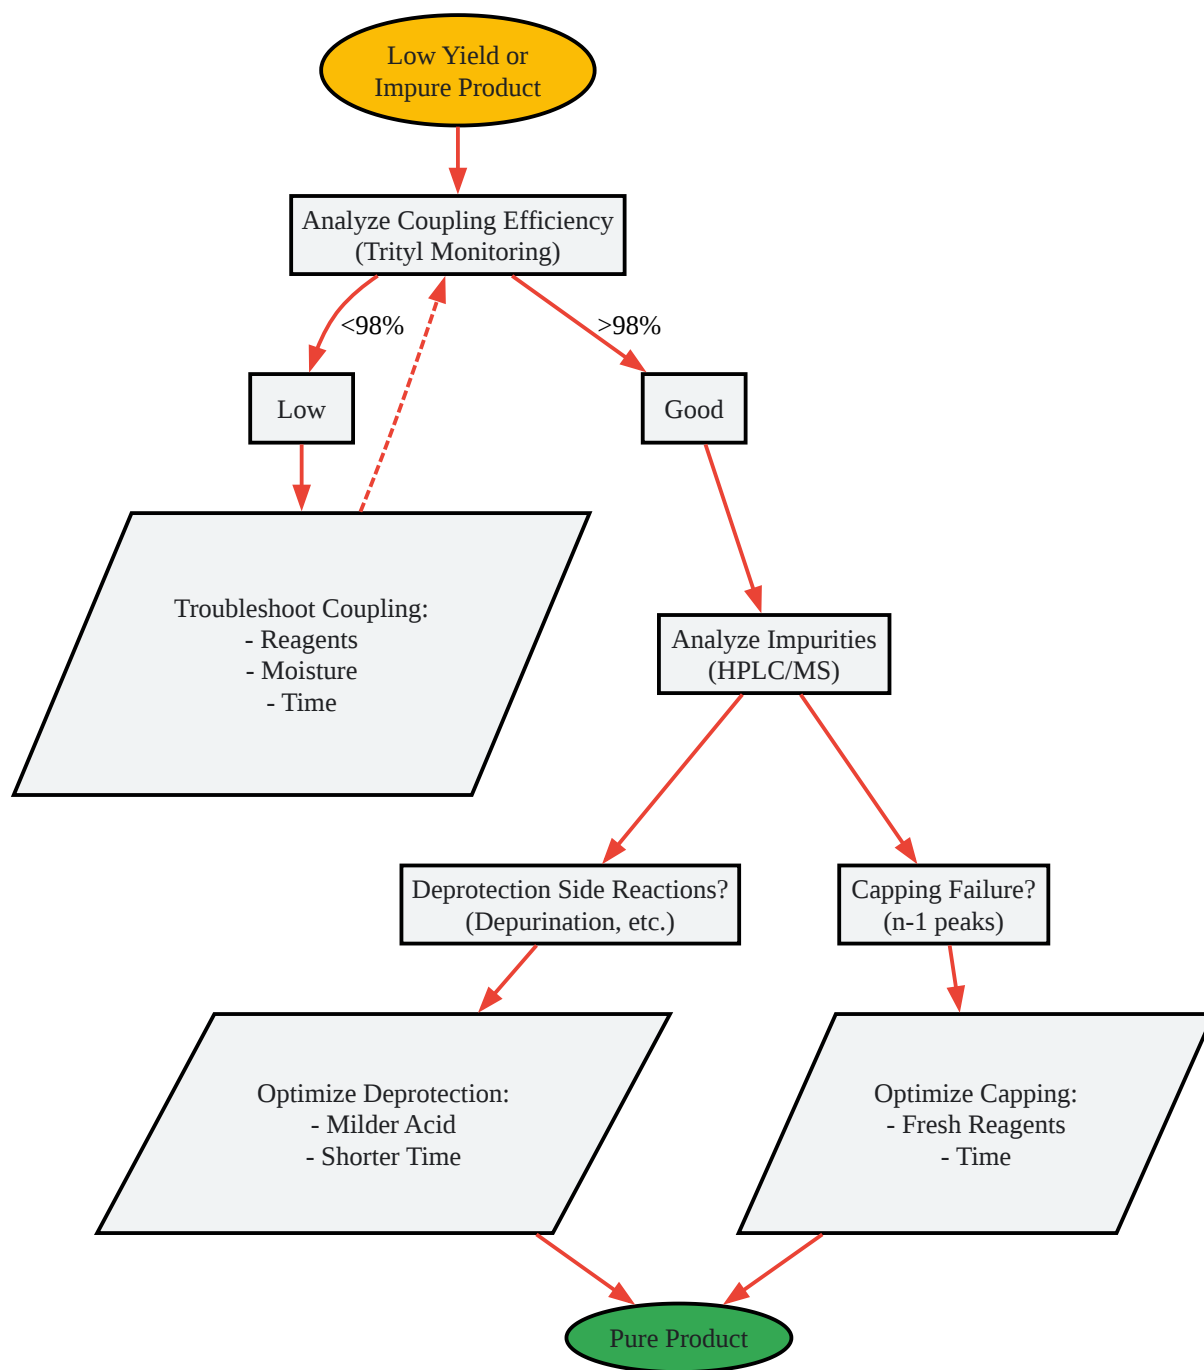 Low Yield or
Impure Product
Analyze Coupling Efficiency
(Trityl Monitoring)
<98%
>98%
Low
Good
Troubleshoot Coupling:
- Reagents
- Moisture
- Time
Analyze Impurities
(HPLC/MS)
Deprotection Side Reactions?
(Depurination, etc.)
Capping Failure?
(n-1 peaks)
Optimize Deprotection:
- Milder Acid
- Shorter Time
Optimize Capping:
- Fresh Reagents
- Time
Pure Product